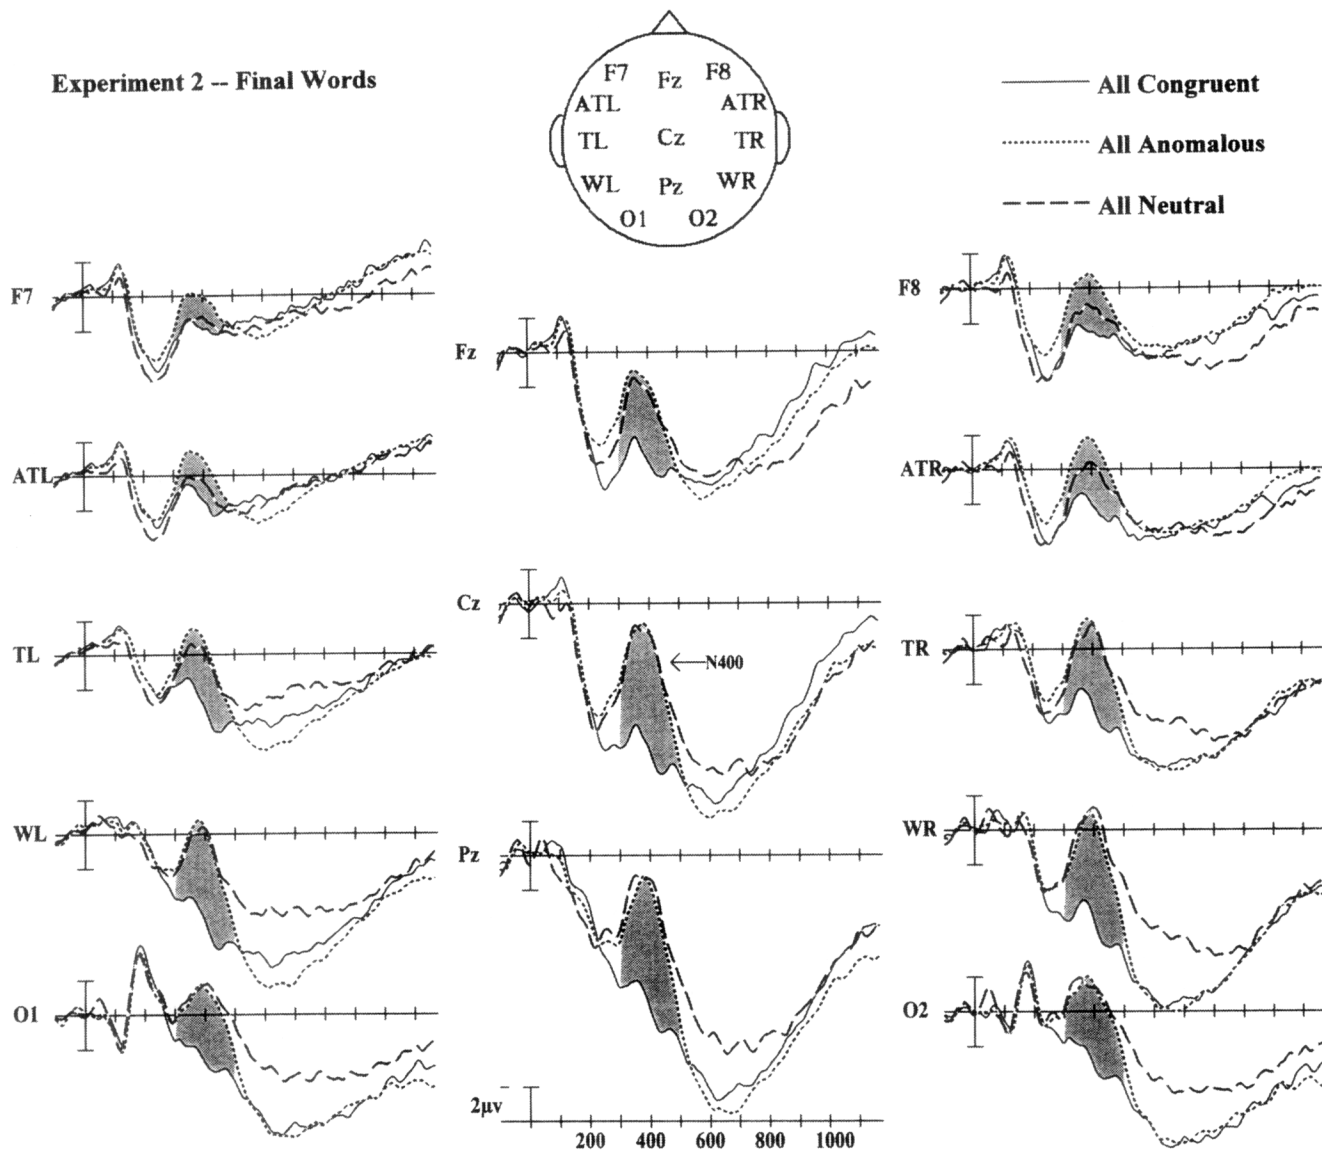 Experiment 2 -- Final Words
F7 Fz F8
ATL ATR
TL Cz TR
WL Pz WR
O1 O2
All Congruent
All Anomalous
All Neutral
F7
Fz
F8
ATL
ATR
Cz
N400
TL
TR
WL
Pz
WR
O1
O2
2µv
200 400 600 800 1000